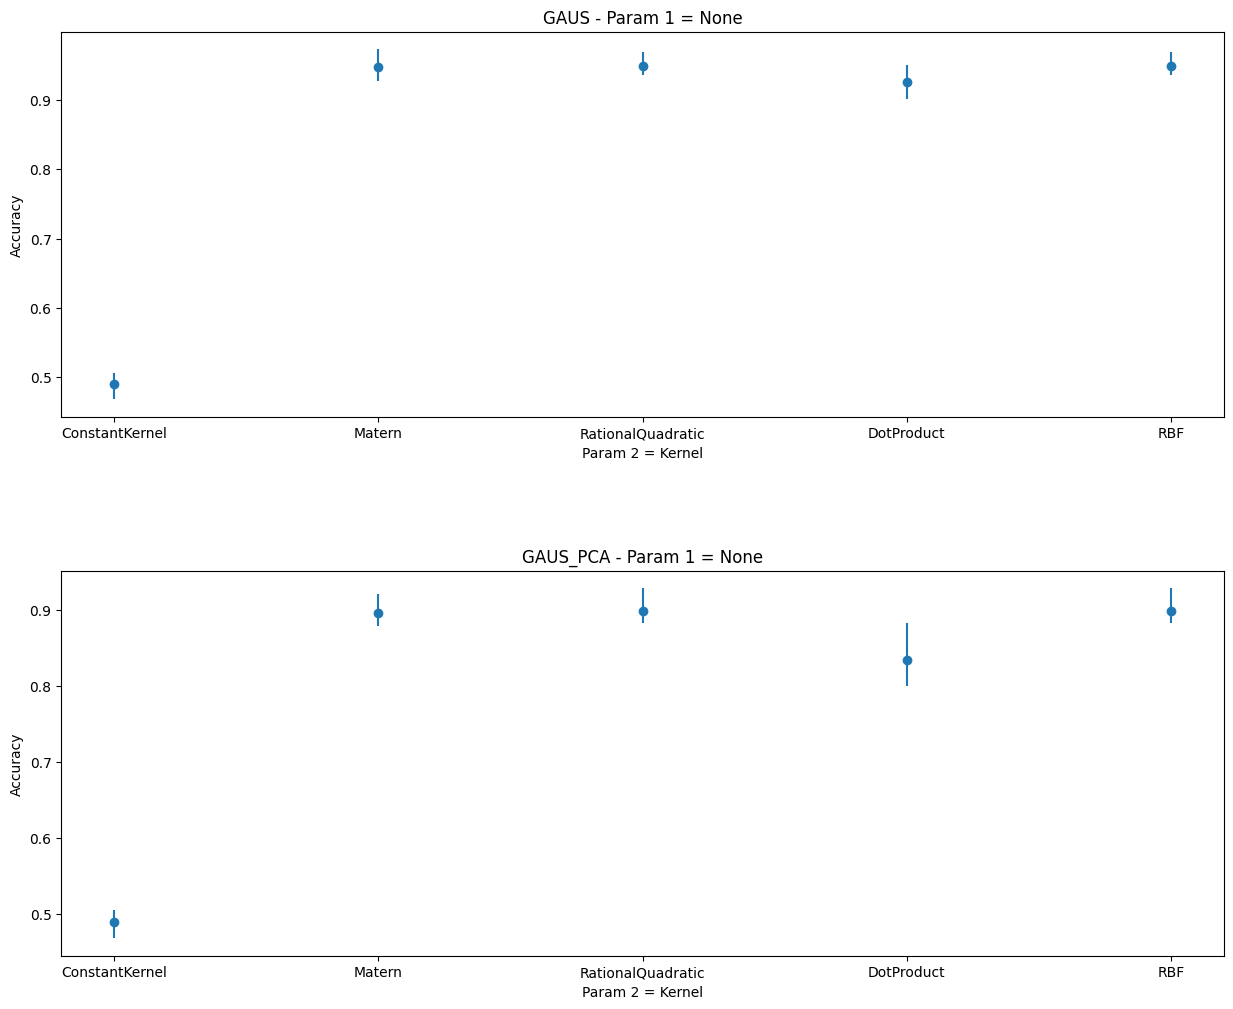 GAUS - Param 1 = None
Accuracy
0.9
0.8
0.7
0.6
0.5
ConstantKernel Matern RationalQuadratic DotProduct RBF
Param 2 = Kernel
GAUS_PCA - Param 1 = None
Accuracy
0.9
0.8
0.7
0.6
0.5
ConstantKernel Matern RationalQuadratic DotProduct RBF
Param 2 = Kernel